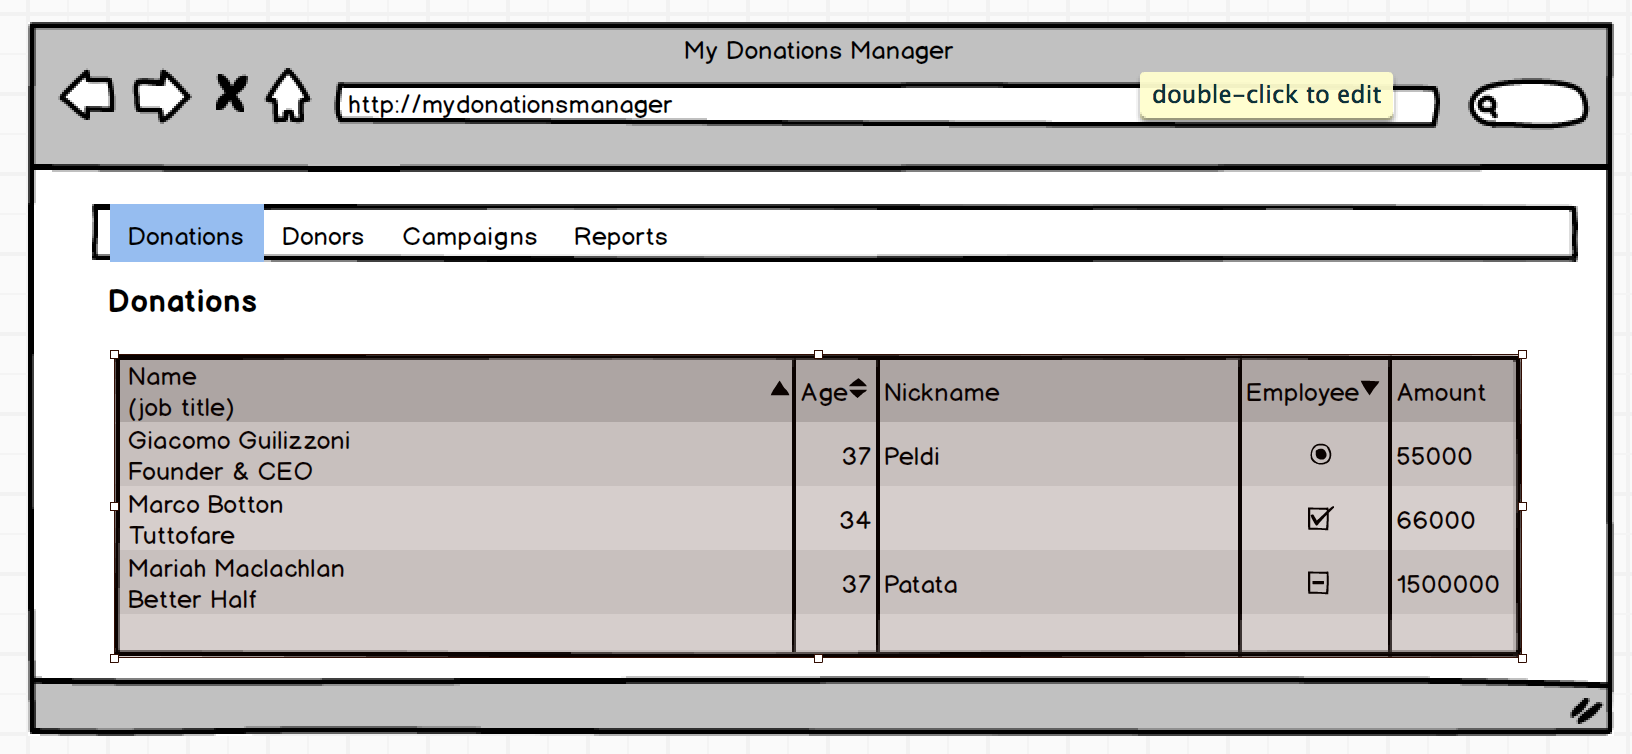 My Donations Manager
http://mydonationsmanager
double-click to edit
Donations Donors Campaigns Reports
Donations
Name
(job title)
Age
Nickname
Employee
Amount
Giacomo Guilizzoni
Founder & CEO
37
Peldi
55000
Marco Botton
Tuttofare
34
66000
Mariah Maclachlan
Better Half
37
Patata
1500000